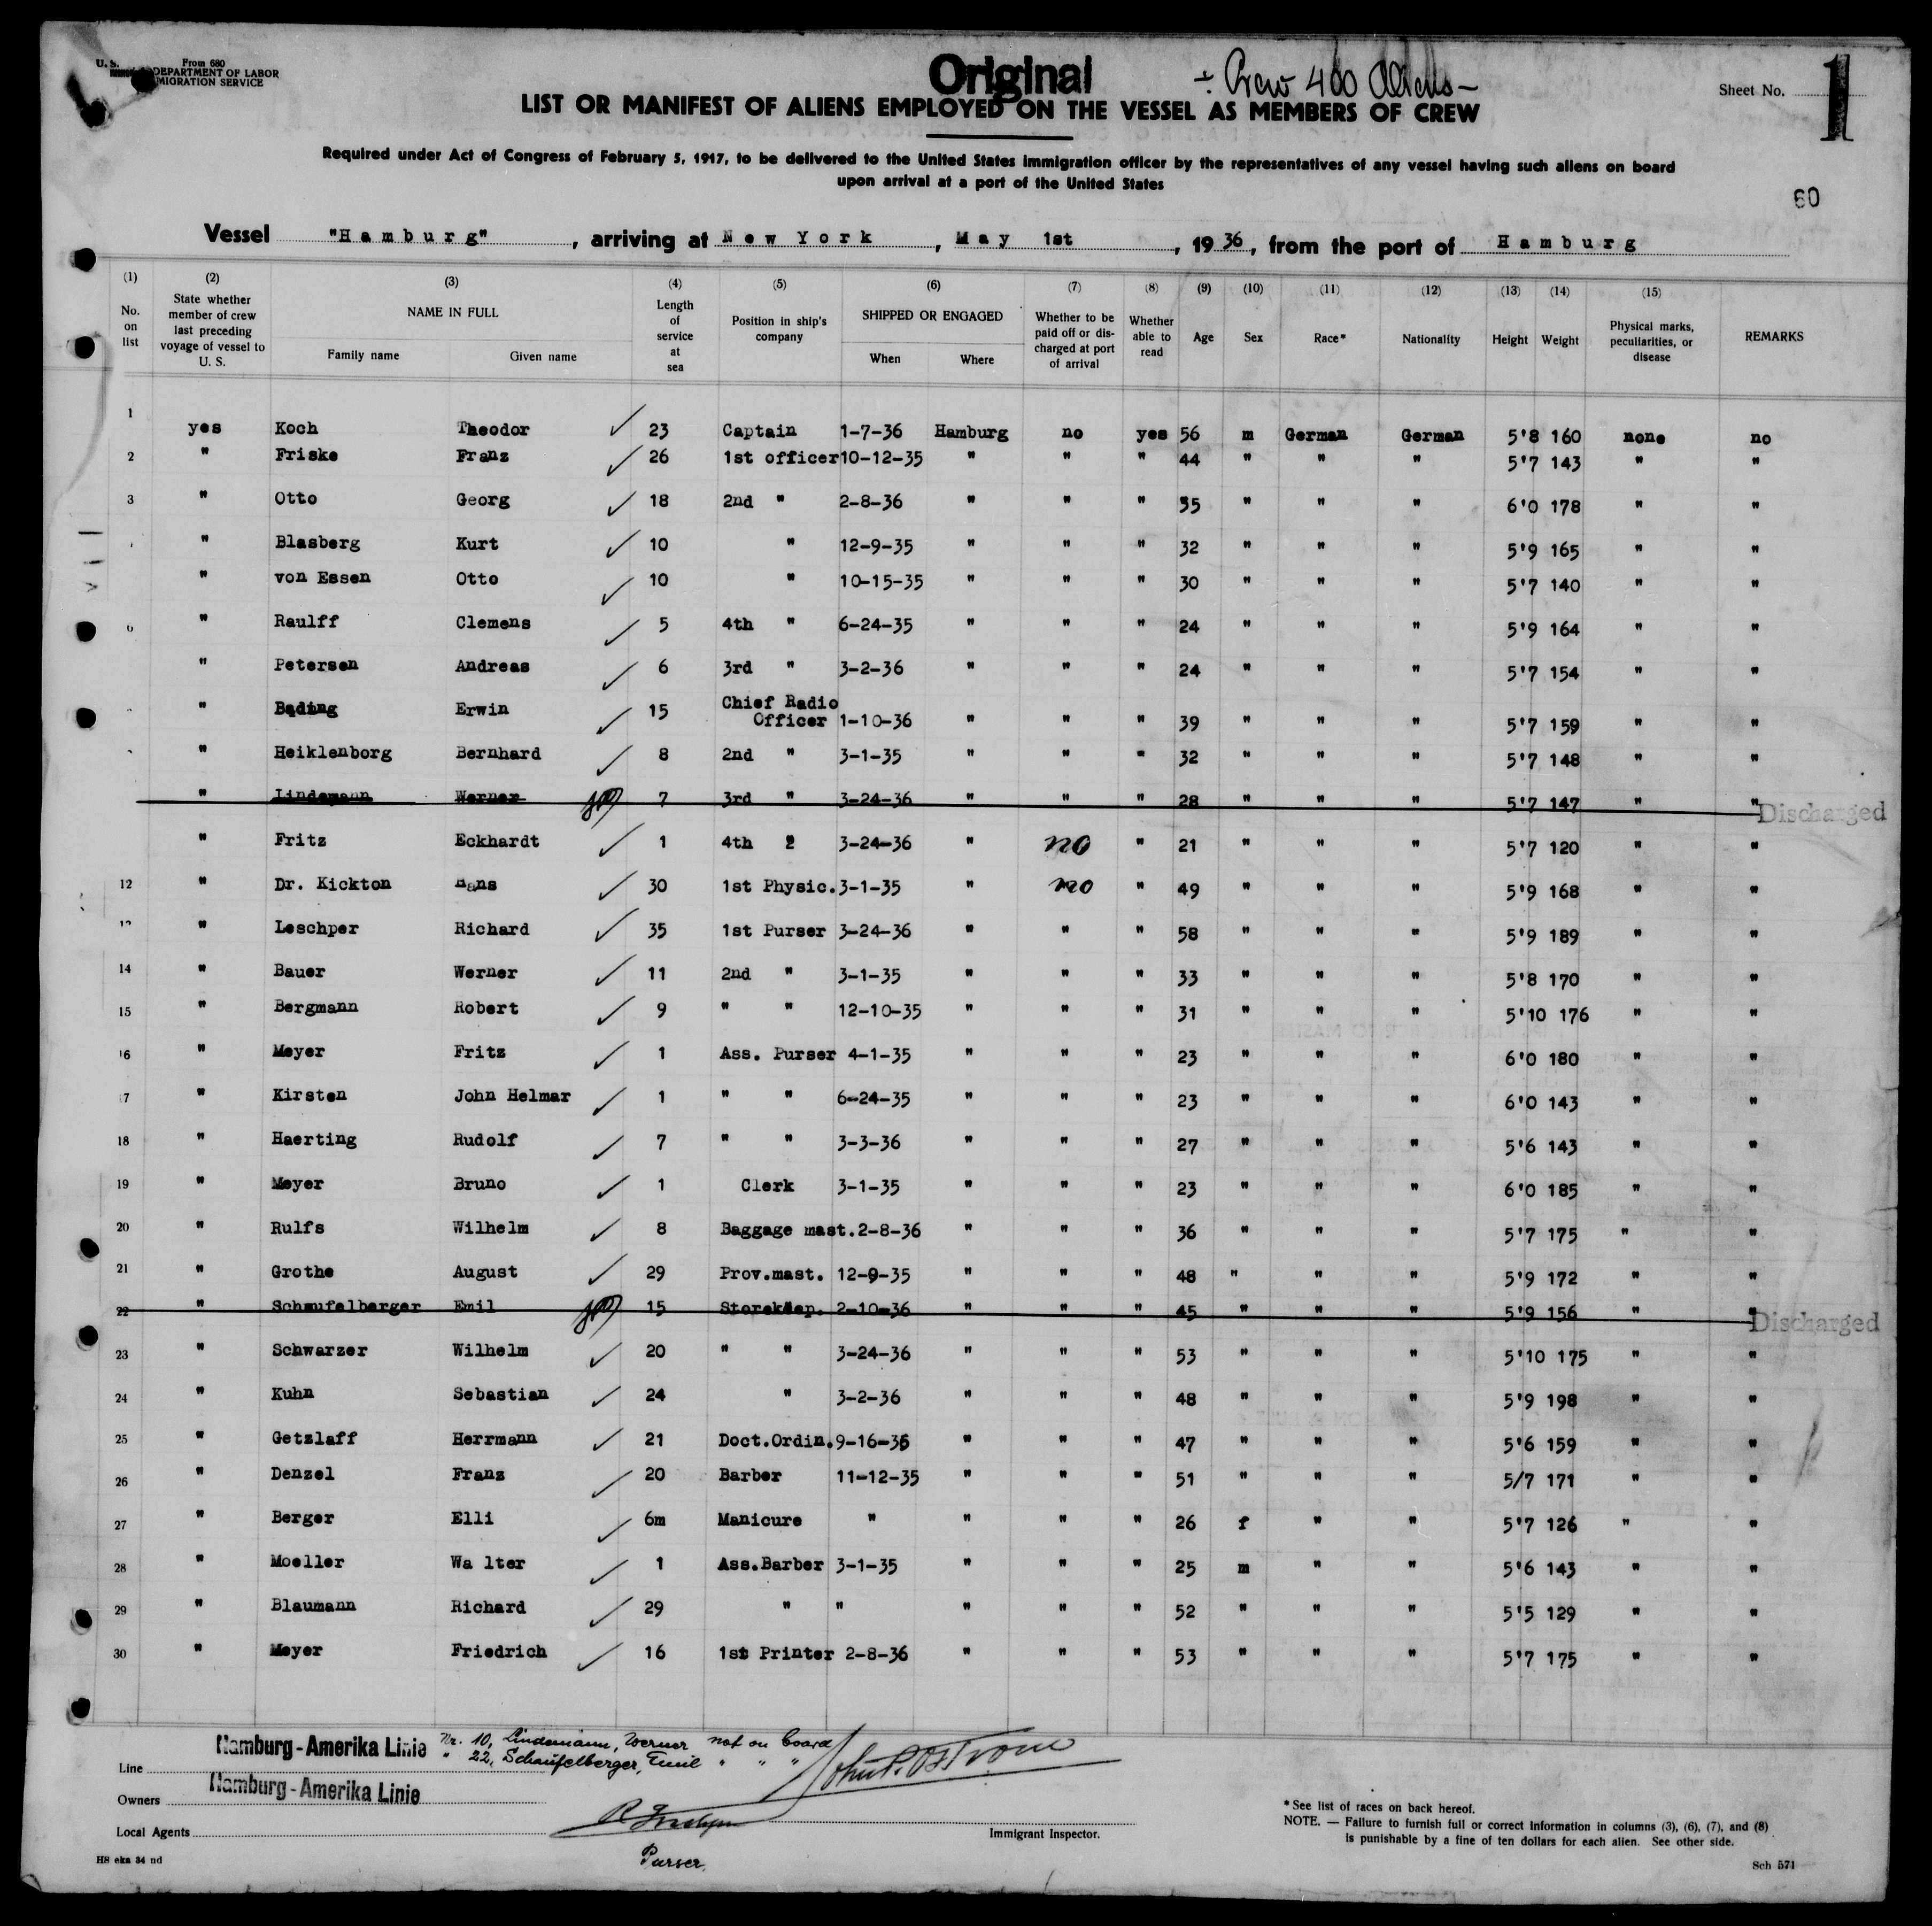 U. S. From 680
DEPARTMENT OF LABOR
IMMIGRATION SERVICE
Original
÷ Crew 400 Aliens —
Sheet No. 1
LIST OR MANIFEST OF ALIENS EMPLOYED ON THE VESSEL AS MEMBERS OF CREW
Required under Act of Congress of February 5, 1917, to be delivered to the United States immigration officer by the representatives of any vessel having such aliens on board
upon arrival at a port of the United States
60
Vessel "Hamburg", arriving at New York, May 1st, 1936, from the port of Hamburg
(1) No. on list (2) State whether member of crew last preceding voyage of vessel to U. S. (3) NAME IN FULL Family name Given name (4) Length of service at sea (5) Position in ship's company (6) SHIPPED OR ENGAGED When Where (7) Whether to be paid off or discharged at port of arrival (8) Whether able to read (9) Age (10) Sex (11) Race* (12) Nationality (13) Height (14) Weight (15) Physical marks, peculiarities, or disease REMARKS
1 yes Koch Theodor 23 Captain 1-7-36 Hamburg no yes 56 m German German 5'8 160 none no
2 " Friske Franz 26 1st officer 10-12-35 " " " 44 " " " 5'7 143 " "
3 " Otto Georg 18 2nd " 2-8-36 " " " 35 " " " 6'0 178 " "
" Blasberg Kurt 10 " 12-9-35 " " " 32 " " " 5'9 165 " "
" von Essen Otto 10 " 10-15-35 " " " 30 " " " 5'7 140 " "
6 " Raulff Clemens 5 4th " 6-24-35 " " " 24 " " " 5'9 164 " "
" Petersen Andreas 6 3rd " 3-2-36 " " " 24 " " " 5'7 154 " "
" Bading Erwin 15 Chief Radio Officer 1-10-36 " " " 39 " " " 5'7 159 " "
" Heiklenborg Bernhard 8 2nd " 3-1-35 " " " 32 " " " 5'7 148 " "
" Lindemann Werner 7 3rd " 3-24-36 " " " 28 " " " 5'7 147 " " Discharged
" Fritz Eckhardt 1 4th 2 3-24-36 " no " 21 " " " 5'7 120 " "
12 " Dr. Kickton Hans 30 1st Physic. 3-1-35 " no " 49 " " " 5'9 168 " "
13 " Leschper Richard 35 1st Purser 3-24-36 " " " 58 " " " 5'9 189 " "
14 " Bauer Werner 11 2nd " 3-1-35 " " " 33 " " " 5'8 170 " "
15 " Bergmann Robert 9 " " 12-10-35 " " " 31 " " " 5'10 176 " "
16 " Meyer Fritz 1 Ass. Purser 4-1-35 " " " 23 " " " 6'0 180 " "
17 " Kirsten John Helmar 1 " " 6-24-35 " " " 23 " " " 6'0 143 " "
18 " Haerting Rudolf 7 " " 3-3-36 " " " 27 " " " 5'6 143 " "
19 " Meyer Bruno 1 Clerk 3-1-35 " " " 23 " " " 6'0 185 " "
20 " Rulfs Wilhelm 8 Baggage mast. 2-8-36 " " " 36 " " " 5'7 175 " "
21 " Grothe August 29 Prov.mast. 12-9-35 " " " 48 " " " 5'9 172 " "
22 " Schaufelberger Emil 15 Storekeep. 2-10-36 " " " 45 " " " 5'9 156 " " Discharged
23 " Schwarzer Wilhelm 20 " " 3-24-36 " " " 53 " " " 5'10 175 " "
24 " Kuhn Sebastian 24 " 3-2-36 " " " 48 " " " 5'9 198 " "
25 " Getzlaff Herrmann 21 Doct.Ordin. 9-16-35 " " " 47 " " " 5'6 159 " "
26 " Denzel Franz 20 Barber 11-12-35 " " " 51 " " " 5/7 171 " "
27 " Berger Elli 6m Manicure " " " " 26 f " " 5'7 126 " "
28 " Moeller Wa lter 1 Ass.Barber 3-1-35 " " " 25 m " " 5'6 143 " "
29 " Blaumann Richard 29 " " " " " 52 " " " 5'5 129 " "
30 " Meyer Friedrich 16 1st Printer 2-8-36 " " " 53 " " " 5'7 175 " "
Nr. 10, Lindemann, Werner not on board
" 22, Schaufelberger, Emil " " "
Line Hamburg-Amerika Linie
Owners Hamburg-Amerika Linie
Local Agents
Purser.
Immigrant Inspector.
* See list of races on back hereof.
NOTE. — Failure to furnish full or correct information in columns (3), (6), (7), and (8)
is punishable by a fine of ten dollars for each alien. See other side.
H8 eka 34 nd
Sch 571